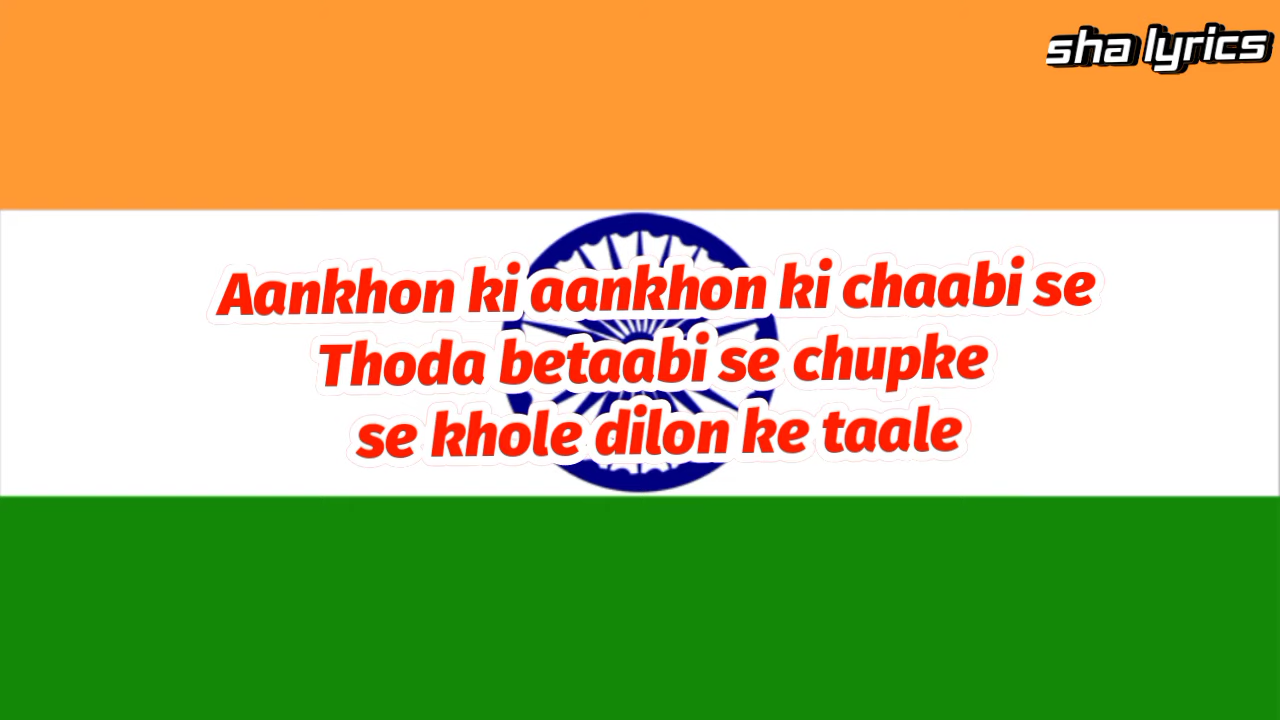 sha lyrics
Aankhon ki aankhon ki chaabi se
Thoda betaabi se chupke
se khole dilon ke taale